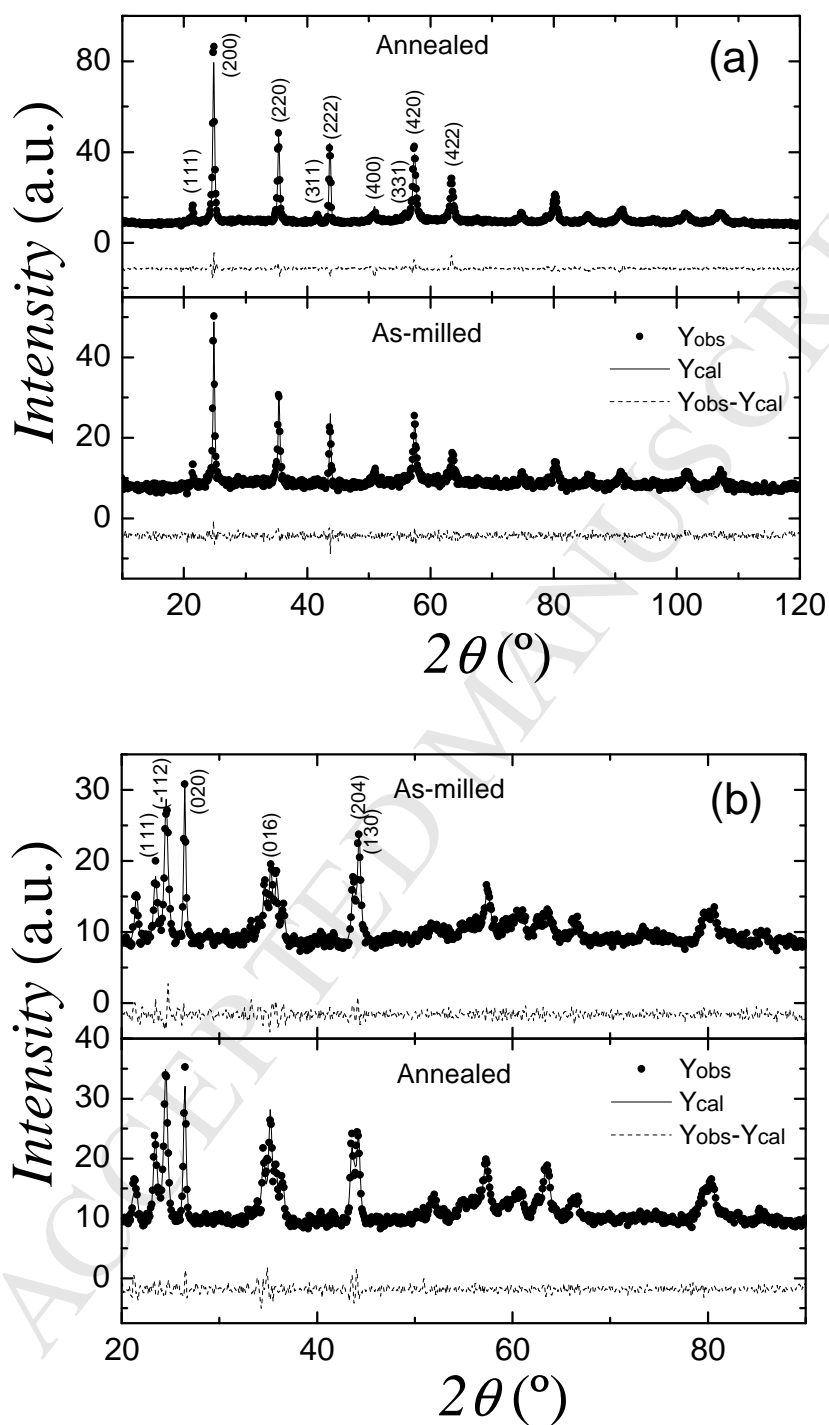 Annealed
(a)
(111)
(200)
(220)
(311)
(222)
(400)
(331)
(420)
(422)
80
40
0
As-milled
Yobs
Ycal
Yobs-Ycal
40
20
0
Intensity (a.u.)
20
40
60
80
100
120
2θ (º)
As-milled
(b)
(111)
(-112)
(020)
(016)
(204)
(130)
30
20
10
0
Annealed
Yobs
Ycal
Yobs-Ycal
40
30
20
10
0
Intensity (a.u.)
20
40
60
80
2θ (º)
ACCEPTED MANUSCRI